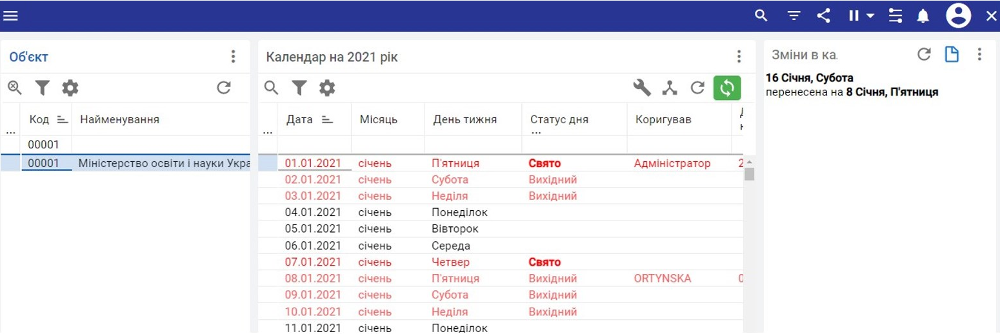 Об'єкт
Календар на 2021 рік
Зміни в ка.
16 Січня, Субота
перенесена на 8 Січня, П'ятниця
Код Найменування
... Дата Місяць День тижня Статус дня Коригував
00001
00001 Міністерство освіти і науки Укра
01.01.2021 січень П'ятниця Свято Адміністратор 2
02.01.2021 січень Субота Вихідний
03.01.2021 січень Неділя Вихідний
04.01.2021 січень Понеділок
05.01.2021 січень Вівторок
06.01.2021 січень Середа
07.01.2021 січень Четвер Свято
08.01.2021 січень П'ятниця Вихідний ORTYNSKA 0
09.01.2021 січень Субота Вихідний
10.01.2021 січень Неділя Вихідний
11.01.2021 січень Понеділок